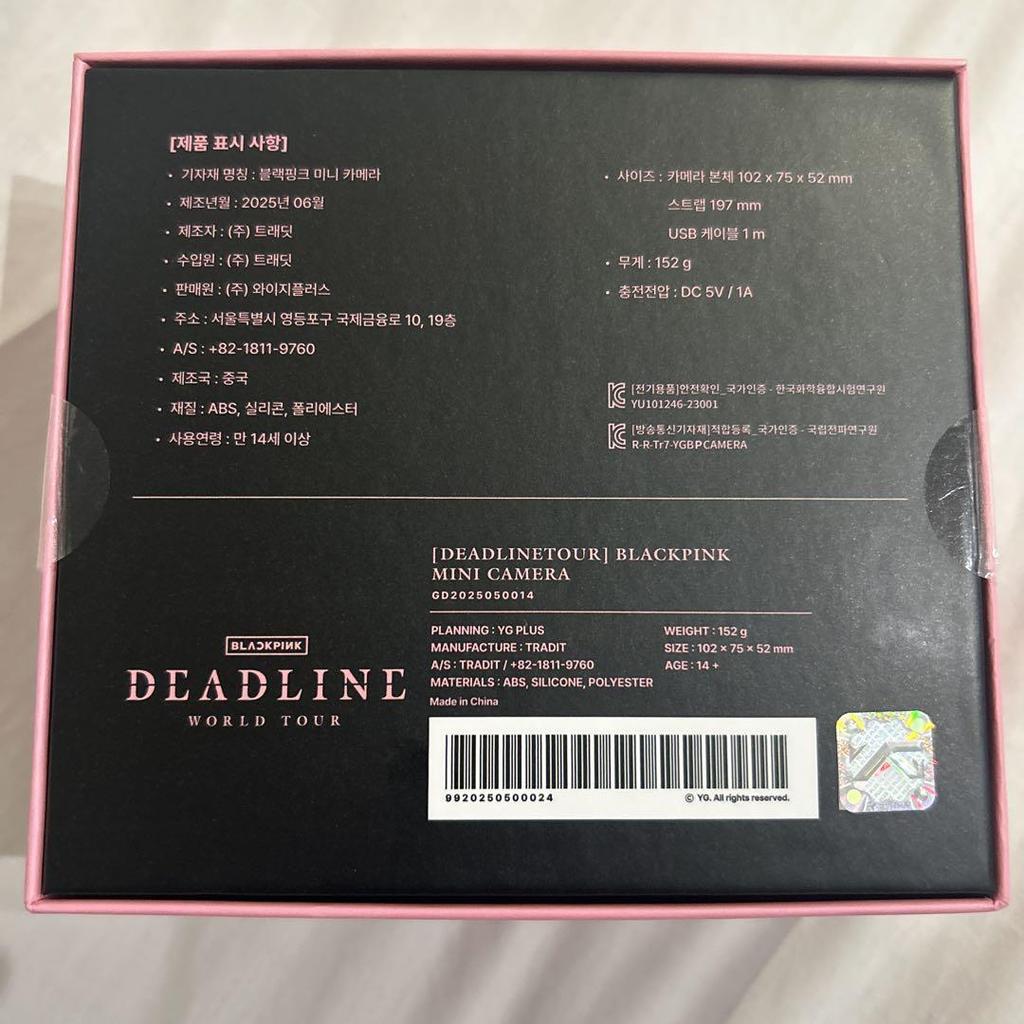 [제품 표시 사항]
• 기자재 명칭 : 블랙핑크 미니 카메라
• 제조년월 : 2025년 06월
• 제조자 : (주) 트래딧
• 수입원 : (주) 트래딧
• 판매원 : (주) 와이지플러스
• 주소 : 서울특별시 영등포구 국제금융로 10, 19층
• A/S : +82-1811-9760
• 제조국 : 중국
• 재질 : ABS, 실리콘, 폴리에스터
• 사용연령 : 만 14세 이상
• 사이즈 : 카메라 본체 102 x 75 x 52 mm
스트랩 197 mm
USB 케이블 1 m
• 무게 : 152 g
• 충전전압 : DC 5V / 1A
[전기용품]안전확인_국가인증 - 한국화학융합시험연구원
YU101246-23001
[방송통신기자재]적합등록_국가인증 - 국립전파연구원
R-R-Tr7-YGBPCAMERA
BLACKPINK
DEADLINE
WORLD TOUR
[DEADLINETOUR] BLACKPINK
MINI CAMERA
GD2025050014
PLANNING : YG PLUS
MANUFACTURE : TRADIT
A/S : TRADIT / +82-1811-9760
MATERIALS : ABS, SILICONE, POLYESTER
Made in China
WEIGHT : 152 g
SIZE : 102 × 75 × 52 mm
AGE : 14 +
9920250500024
© YG. All rights reserved.
YG